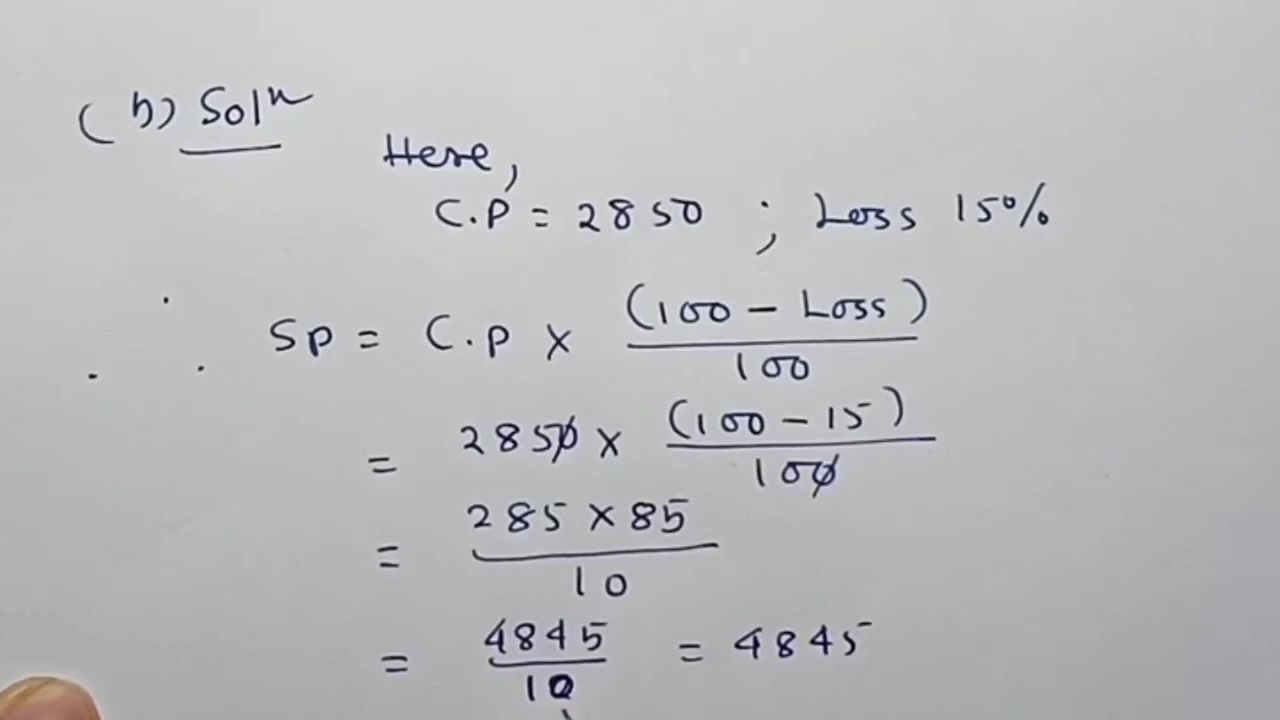 (b) Solⁿ
Here,
C.P = 2850 ; Loss 15%
SP = C.P × (100 - Loss)
100
= 2850 × (100 - 15)
100
= 285 × 85
10
= 4845 = 4845
10